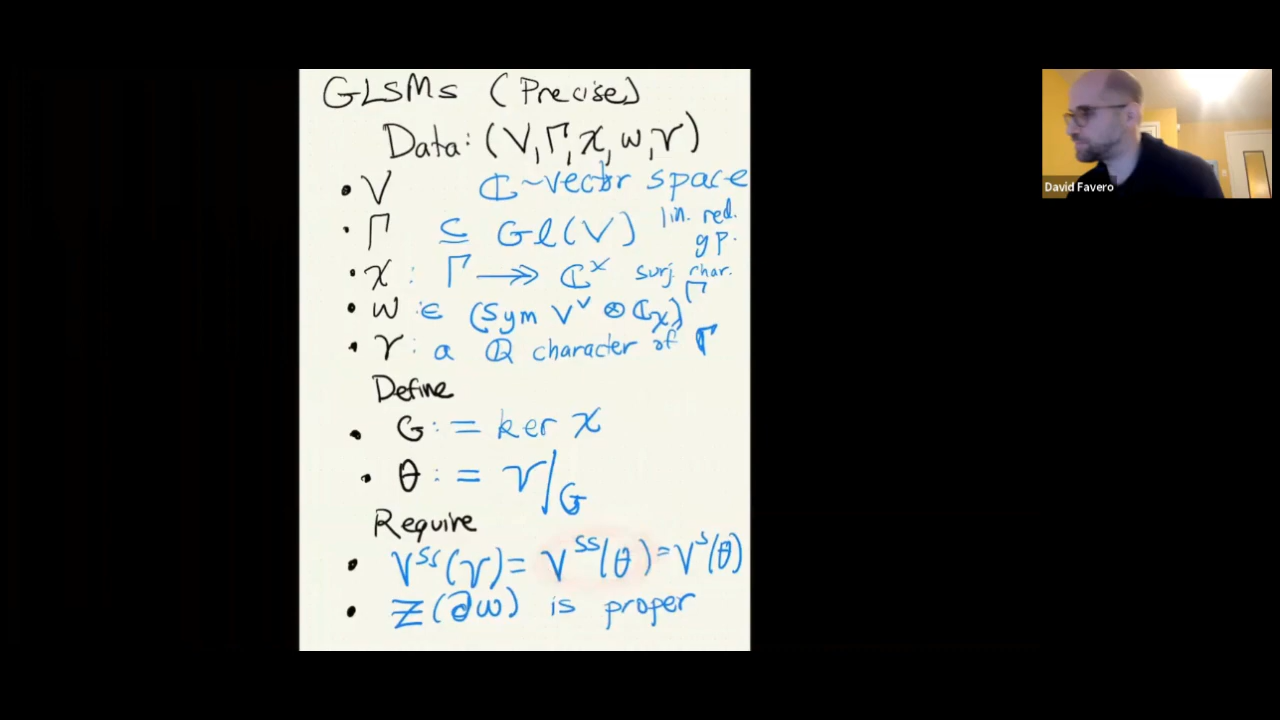 GLSMs (Precise)
Data: (V, Γ, χ, w, ν)
• V ℂ-vector space
• Γ ⊆ Gl(V) lin. red. gp.
• χ : Γ ↠ ℂ^× surj. char.
• w ∈ (Sym V^∨ ⊗ ℂ_χ)^Γ
• ν : a ℚ character of Γ
Define
• G := ker χ
• θ := ν|_G
Require
• V^ss(ν) = V^ss(θ) = V^s(θ)
• Z(∂w) is proper
David Favero